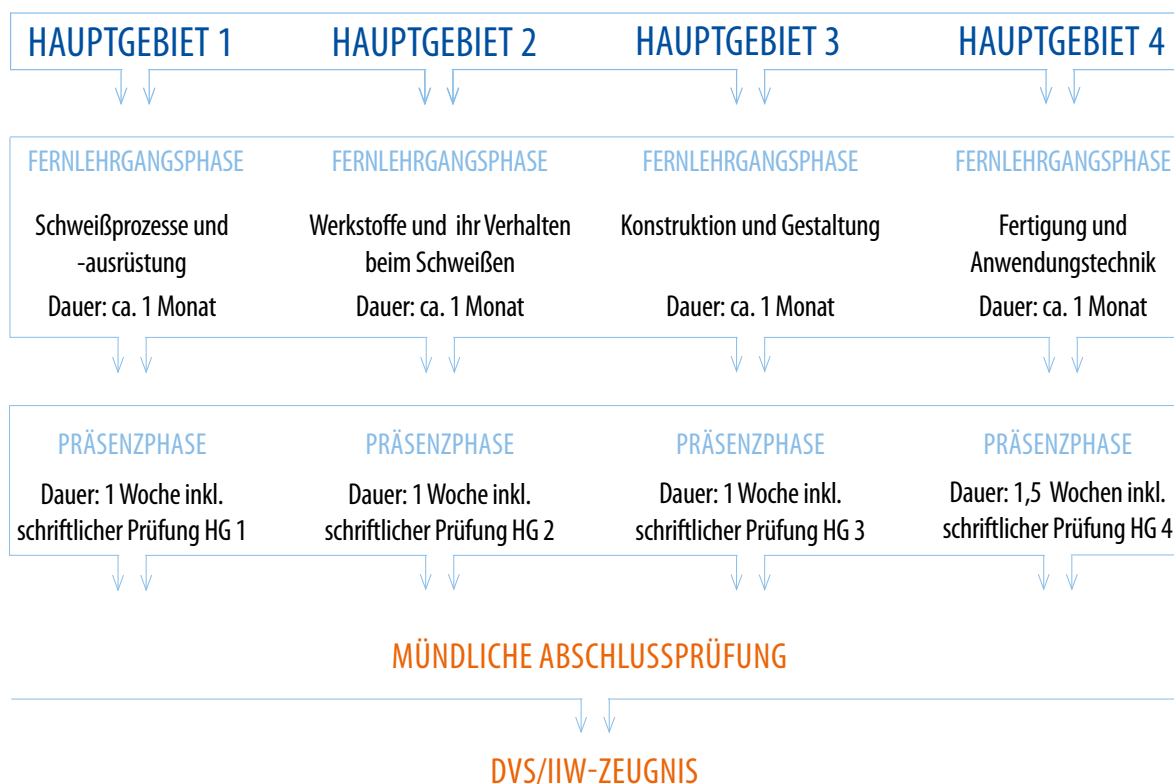 HAUPTGEBIET 1
HAUPTGEBIET 2
HAUPTGEBIET 3
HAUPTGEBIET 4
FERNLEHRGANGSPHASE
Schweißprozesse und
-ausrüstung
Dauer: ca. 1 Monat
FERNLEHRGANGSPHASE
Werkstoffe und ihr Verhalten
beim Schweißen
Dauer: ca. 1 Monat
FERNLEHRGANGSPHASE
Konstruktion und Gestaltung
Dauer: ca. 1 Monat
FERNLEHRGANGSPHASE
Fertigung und
Anwendungstechnik
Dauer: ca. 1 Monat
PRÄSENZPHASE
Dauer: 1 Woche inkl.
schriftlicher Prüfung HG 1
PRÄSENZPHASE
Dauer: 1 Woche inkl.
schriftlicher Prüfung HG 2
PRÄSENZPHASE
Dauer: 1 Woche inkl.
schriftlicher Prüfung HG 3
PRÄSENZPHASE
Dauer: 1,5 Wochen inkl.
schriftlicher Prüfung HG 4
MÜNDLICHE ABSCHLUSSPRÜFUNG
DVS/IIW-ZEUGNIS